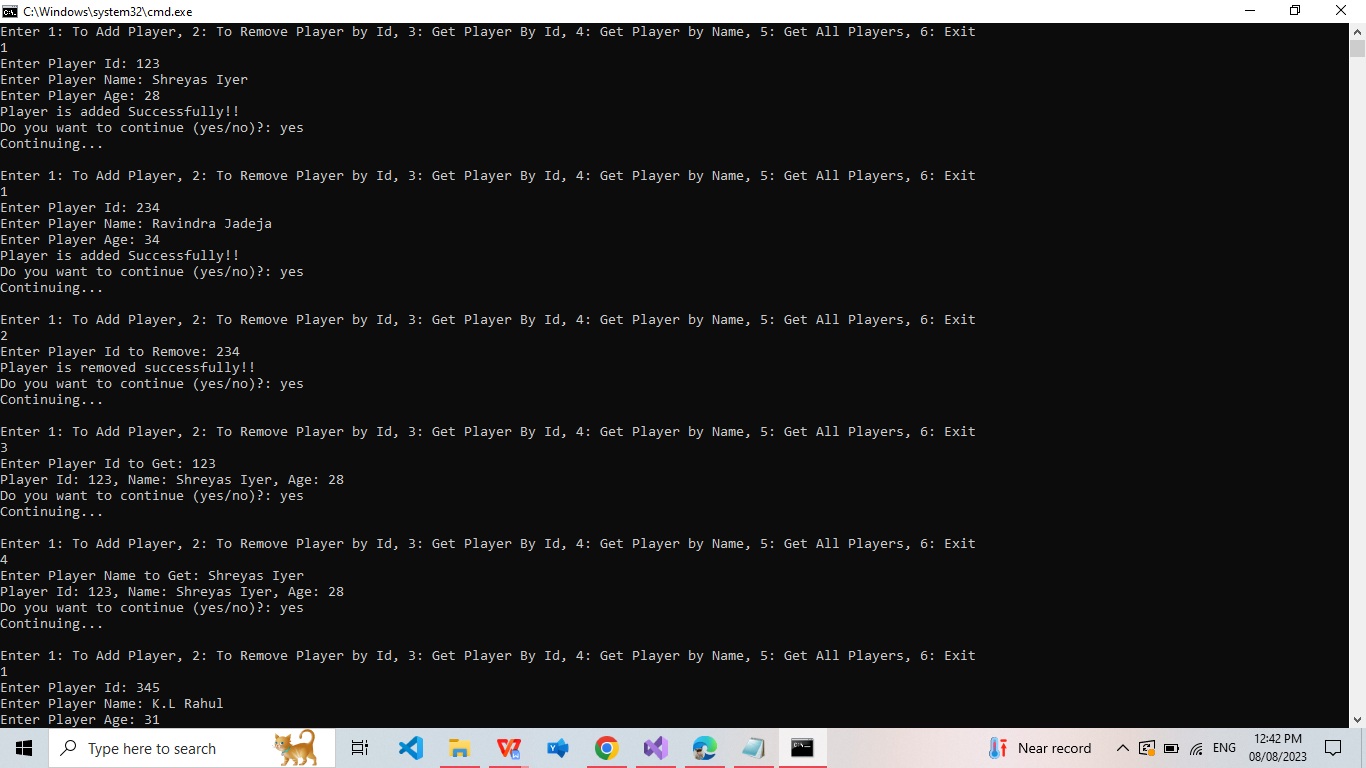 C:\Windows\system32\cmd.exe
Enter 1: To Add Player, 2: To Remove Player by Id, 3: Get Player By Id, 4: Get Player by Name, 5: Get All Players, 6: Exit
1
Enter Player Id: 123
Enter Player Name: Shreyas Iyer
Enter Player Age: 28
Player is added Successfully!!
Do you want to continue (yes/no)?: yes
Continuing...
Enter 1: To Add Player, 2: To Remove Player by Id, 3: Get Player By Id, 4: Get Player by Name, 5: Get All Players, 6: Exit
1
Enter Player Id: 234
Enter Player Name: Ravindra Jadeja
Enter Player Age: 34
Player is added Successfully!!
Do you want to continue (yes/no)?: yes
Continuing...
Enter 1: To Add Player, 2: To Remove Player by Id, 3: Get Player By Id, 4: Get Player by Name, 5: Get All Players, 6: Exit
2
Enter Player Id to Remove: 234
Player is removed successfully!!
Do you want to continue (yes/no)?: yes
Continuing...
Enter 1: To Add Player, 2: To Remove Player by Id, 3: Get Player By Id, 4: Get Player by Name, 5: Get All Players, 6: Exit
3
Enter Player Id to Get: 123
Player Id: 123, Name: Shreyas Iyer, Age: 28
Do you want to continue (yes/no)?: yes
Continuing...
Enter 1: To Add Player, 2: To Remove Player by Id, 3: Get Player By Id, 4: Get Player by Name, 5: Get All Players, 6: Exit
4
Enter Player Name to Get: Shreyas Iyer
Player Id: 123, Name: Shreyas Iyer, Age: 28
Do you want to continue (yes/no)?: yes
Continuing...
Enter 1: To Add Player, 2: To Remove Player by Id, 3: Get Player By Id, 4: Get Player by Name, 5: Get All Players, 6: Exit
1
Enter Player Id: 345
Enter Player Name: K.L Rahul
Enter Player Age: 31
Type here to search
Near record
ENG
12:42 PM
08/08/2023